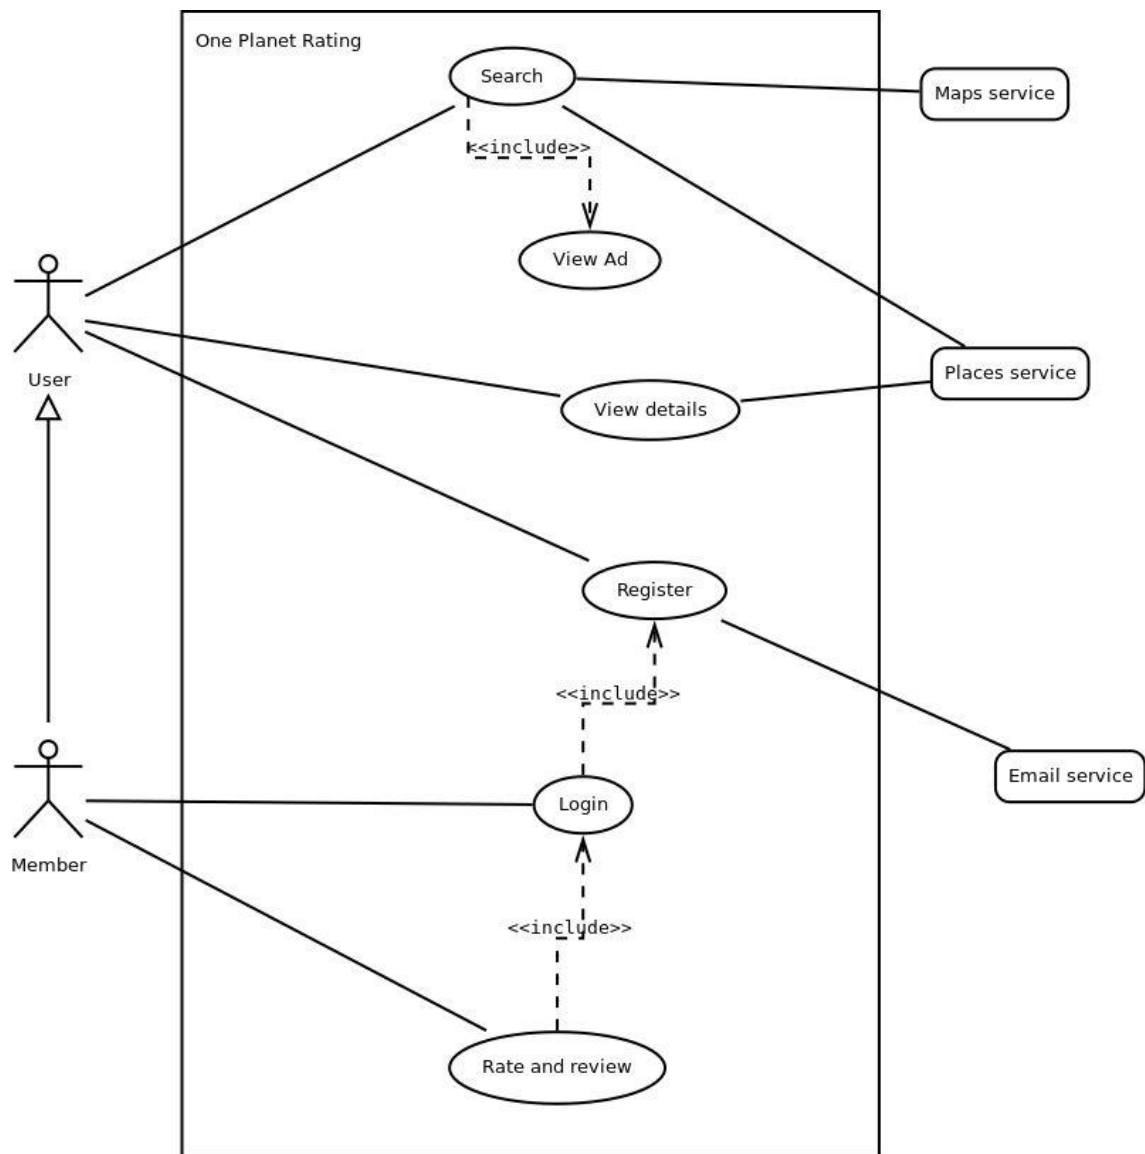 One Planet Rating
Search
Maps service
<<include>>
View Ad
User
Places service
View details
Register
<<include>>
Email service
Login
Member
<<include>>
Rate and review